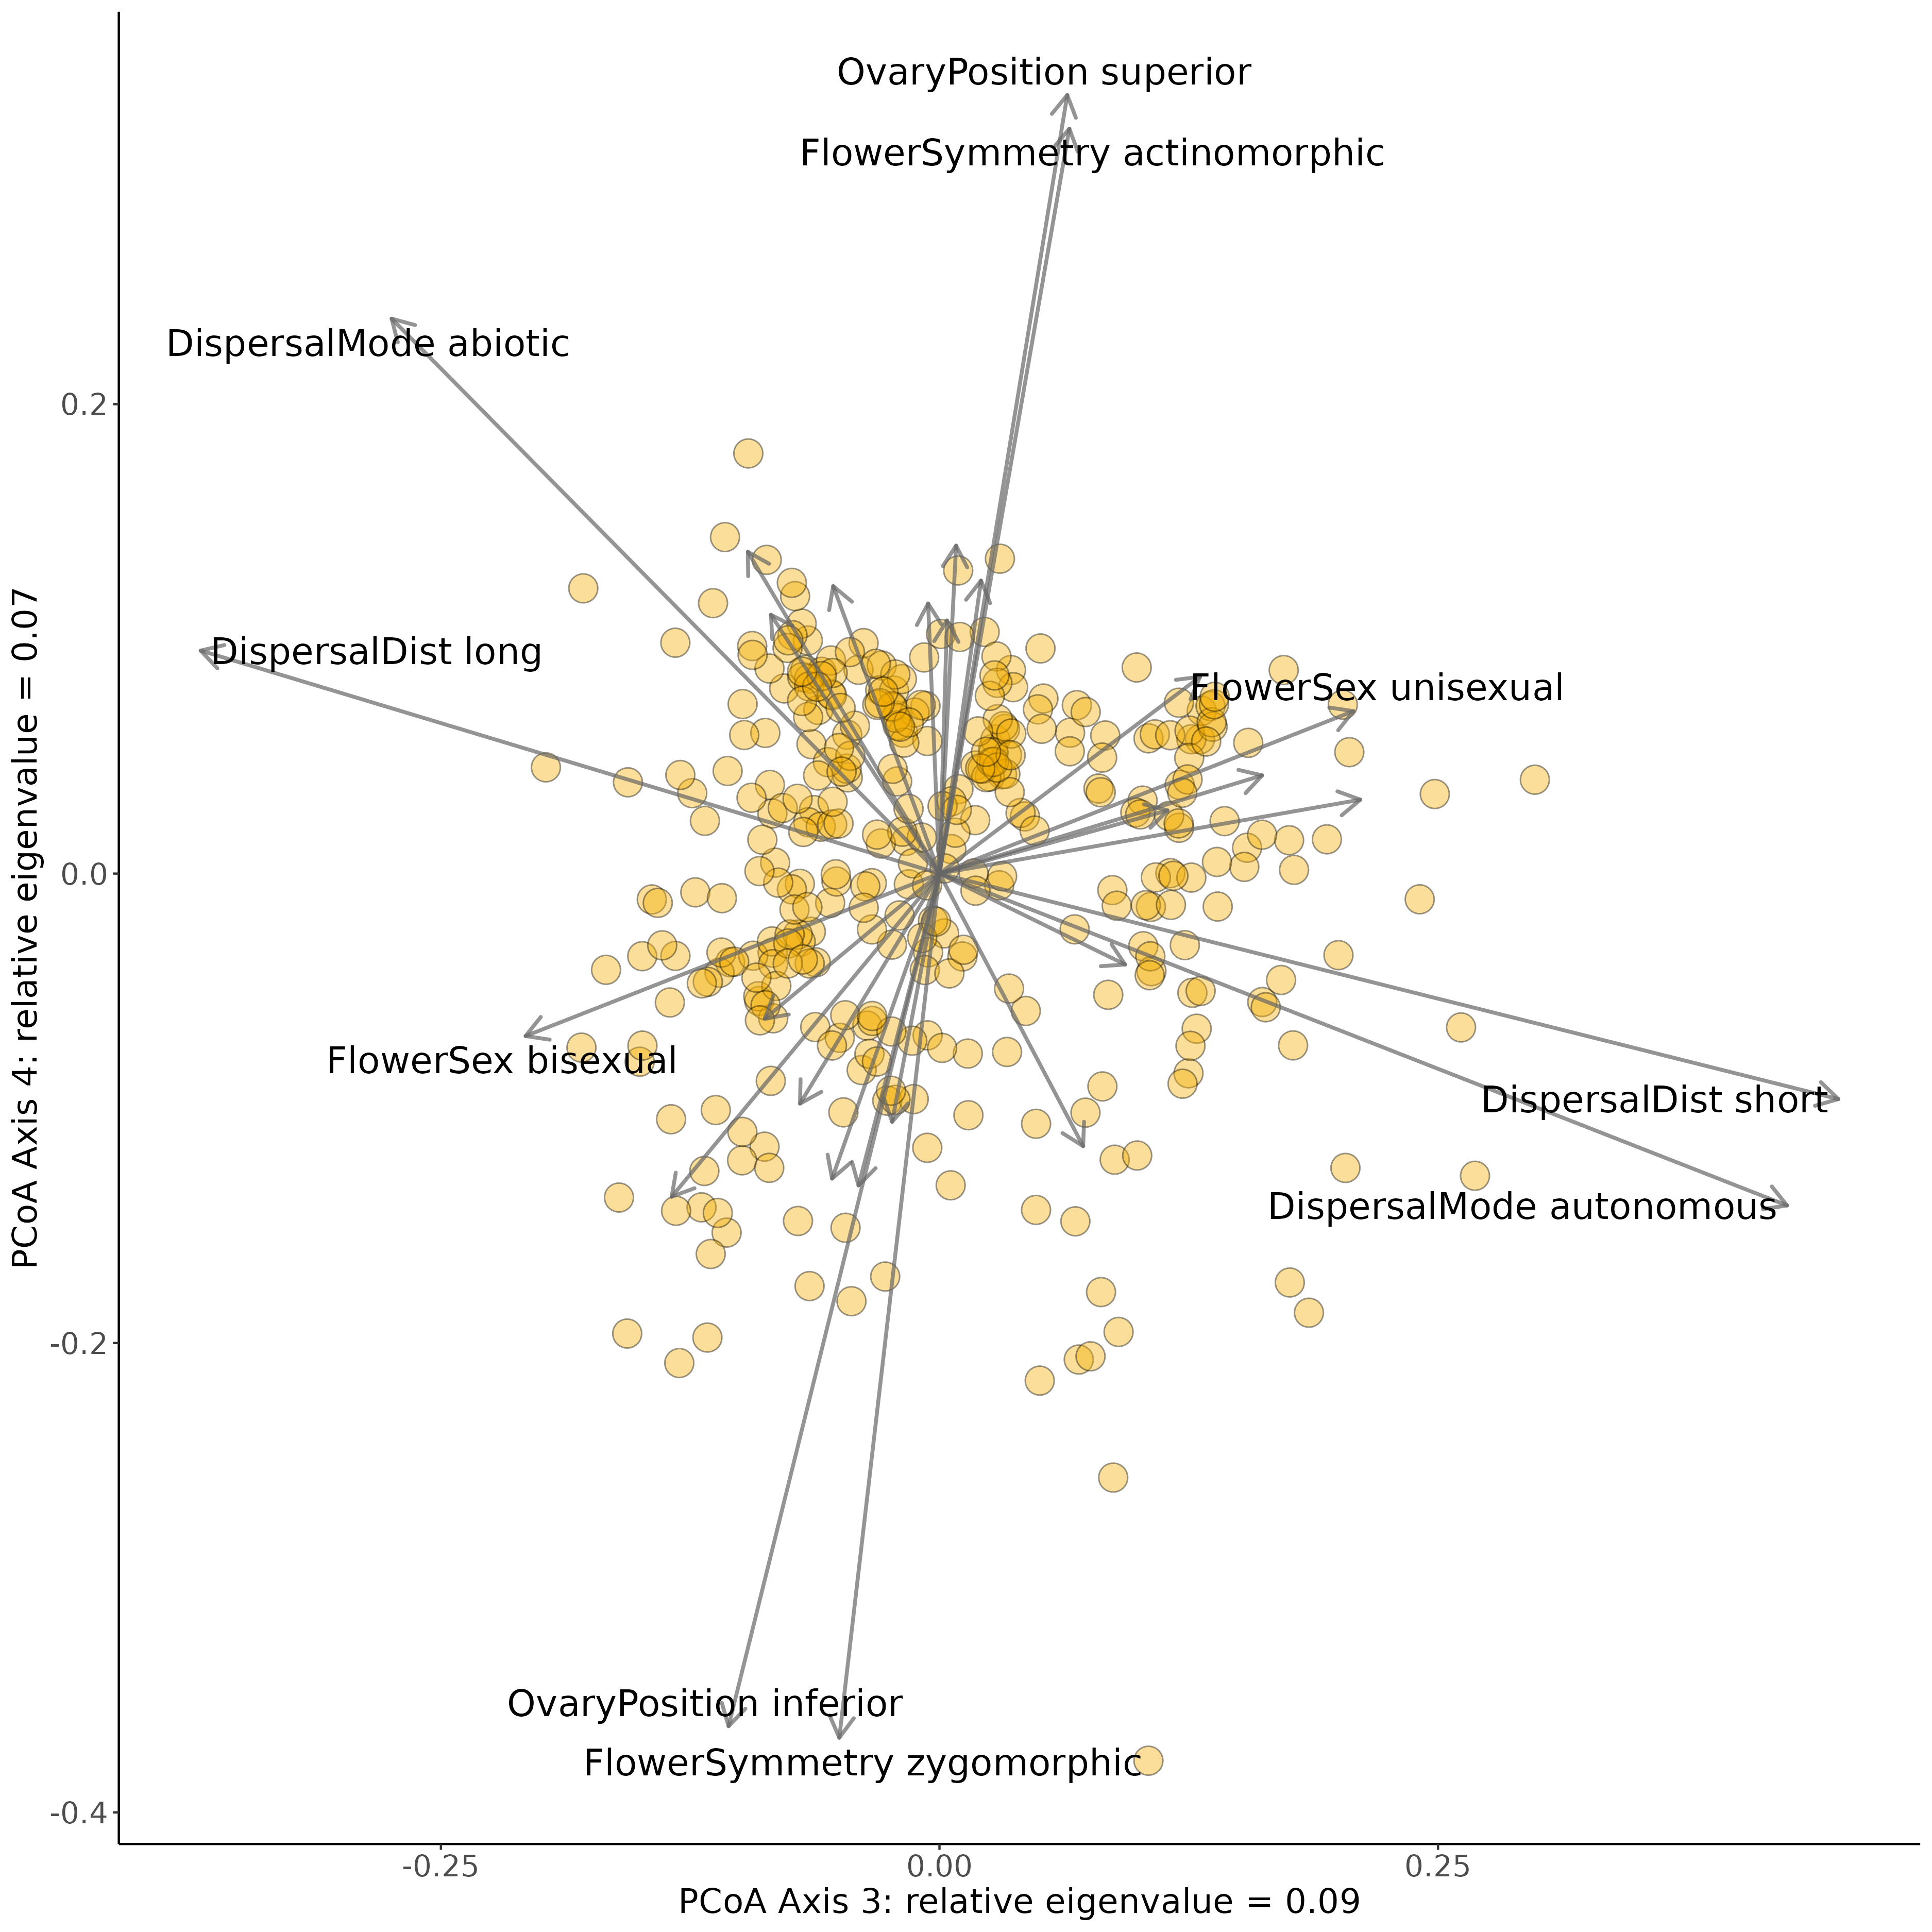 OvaryPosition superior
FlowerSymmetry actinomorphic
DispersalMode abiotic
0.2
DispersalDist long
FlowerSex unisexual
PCoA Axis 4: relative eigenvalue = 0.07
0.0
FlowerSex bisexual
DispersalDist short
DispersalMode autonomous
-0.2
OvaryPosition inferior
FlowerSymmetry zygomorphic
-0.4
-0.25 0.00 0.25
PCoA Axis 3: relative eigenvalue = 0.09